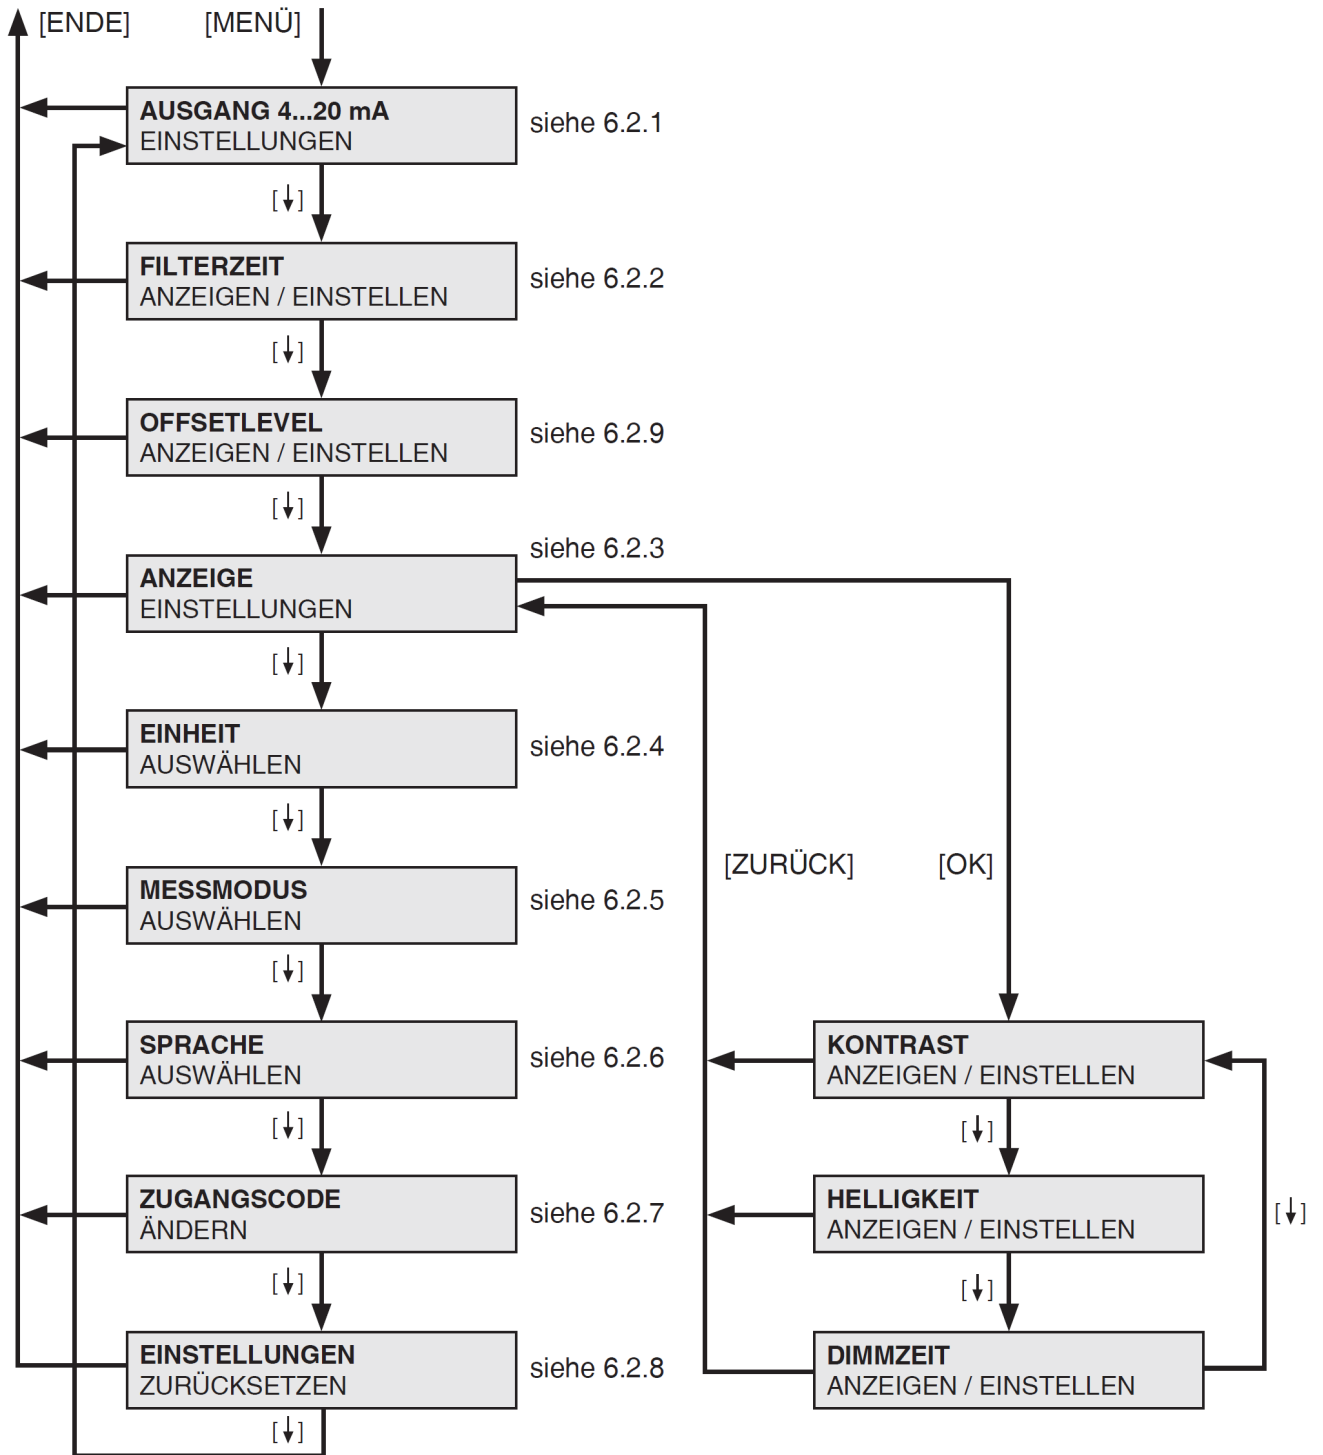 [ENDE] [MENÜ]
AUSGANG 4...20 mA
EINSTELLUNGEN
siehe 6.2.1
[↓]
FILTERZEIT
ANZEIGEN / EINSTELLEN
siehe 6.2.2
[↓]
OFFSETLEVEL
ANZEIGEN / EINSTELLEN
siehe 6.2.9
[↓]
ANZEIGE
EINSTELLUNGEN
siehe 6.2.3
[↓]
EINHEIT
AUSWÄHLEN
siehe 6.2.4
[↓]
MESSMODUS
AUSWÄHLEN
siehe 6.2.5
[↓]
SPRACHE
AUSWÄHLEN
siehe 6.2.6
[↓]
ZUGANGSCODE
ÄNDERN
siehe 6.2.7
[↓]
EINSTELLUNGEN
ZURÜCKSETZEN
siehe 6.2.8
[↓]
[ZURÜCK] [OK]
KONTRAST
ANZEIGEN / EINSTELLEN
[↓]
HELLIGKEIT
ANZEIGEN / EINSTELLEN
[↓]
[↓]
DIMMZEIT
ANZEIGEN / EINSTELLEN